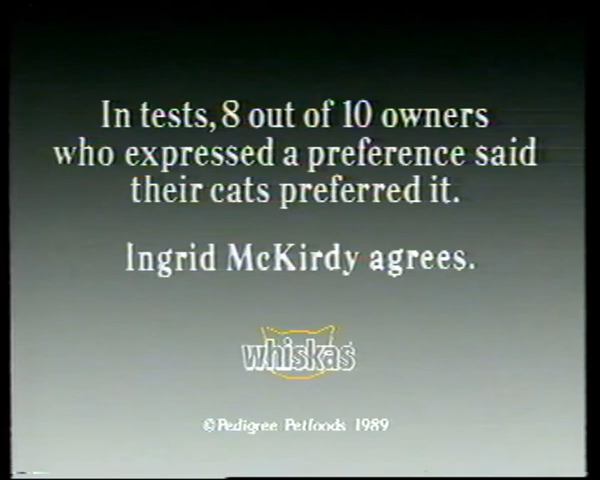 In tests, 8 out of 10 owners
who expressed a preference said
their cats preferred it.
Ingrid McKirdy agrees.
whiskas
©Pedigree Petfoods 1989